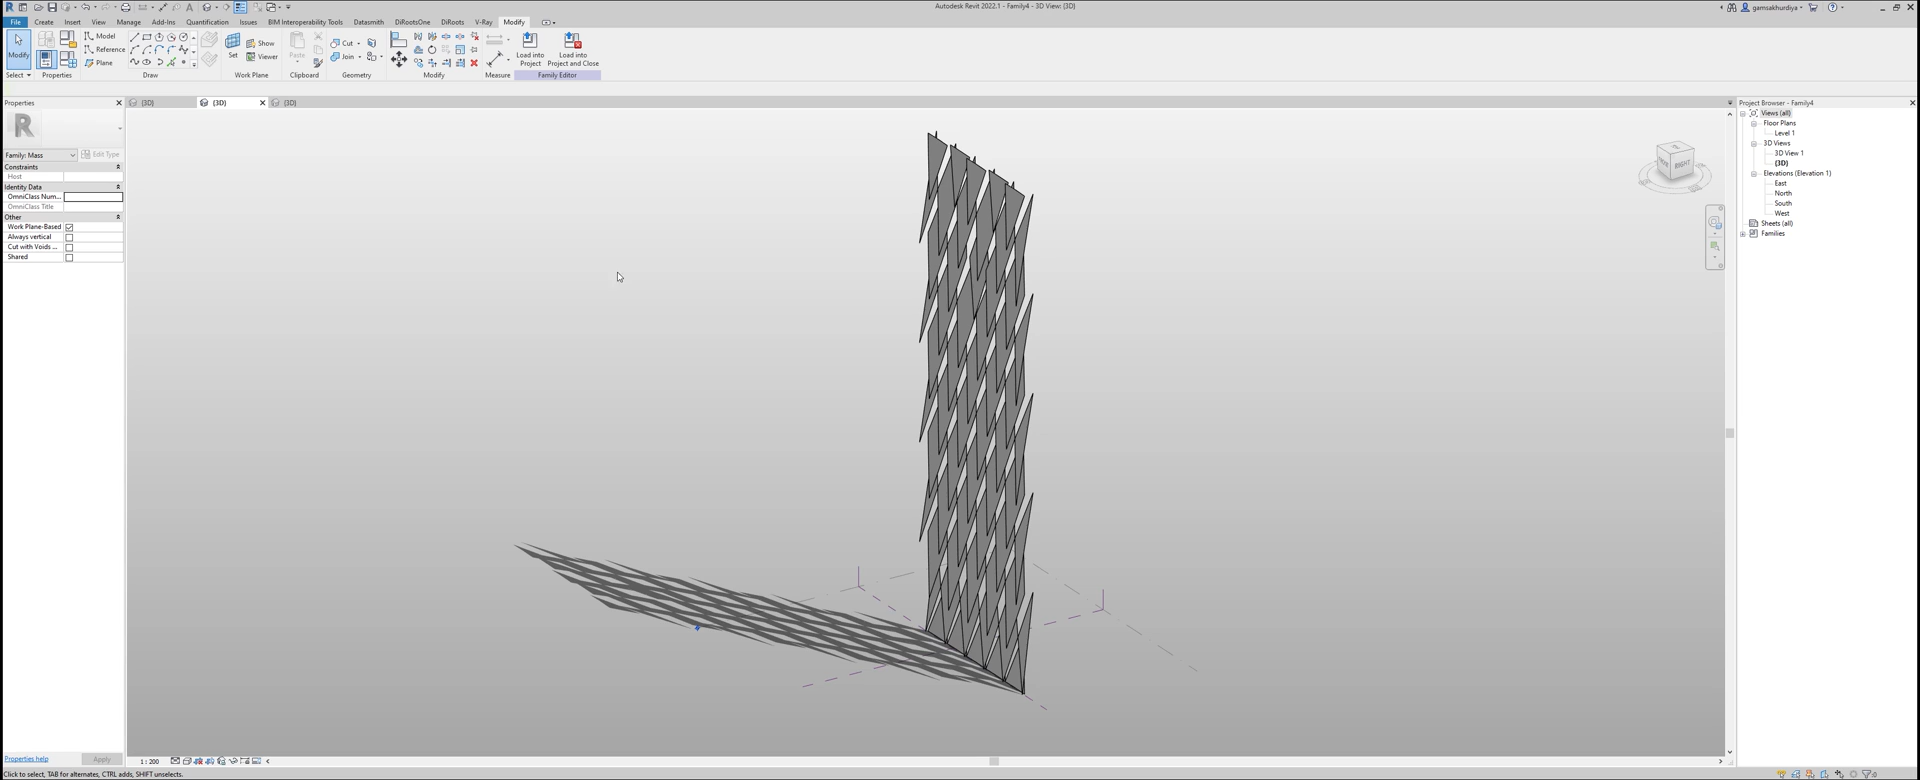 Autodesk Revit 2022.1 - Family4 - 3D View: {3D}
gamsakhurdiya
File Create Insert View Manage Add-Ins Quantification Issues BIM Interoperability Tools Datasmith DiRootsOne DiRoots V-Ray Modify
Modify
Model
Reference
Plane
Set
Show
Viewer
Paste
Cut
Join
Load into
Project
Load into
Project and Close
Select Properties Draw Work Plane Clipboard Geometry Modify Measure Family Editor
Properties
{3D} {3D} {3D}
Family: Mass
Edit Type
Constraints
Host
Identity Data
OmniClass Num...
OmniClass Title
Other
Work Plane-Based
Always vertical
Cut with Voids ...
Shared
Properties help
Apply
RIGHT
Project Browser - Family4
Views (all)
Floor Plans
Level 1
3D Views
3D View 1
{3D}
Elevations (Elevation 1)
East
North
South
West
Sheets (all)
Families
1 : 200
Click to select, TAB for alternates, CTRL adds, SHIFT unselects.
:0